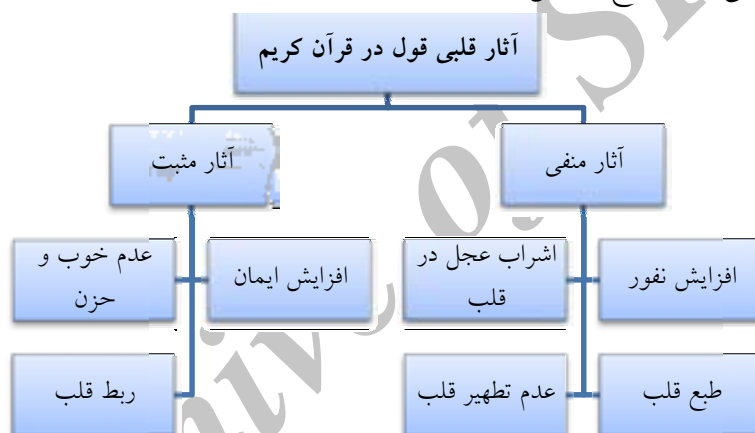 آثار قلبی قول در قرآن کریم
آثار منفی
آثار مثبت
افزایش نفور
اشراب عجل در
قلب
افزایش ایمان
عدم خوب و
حزن
طبع قلب
عدم تطهیر قلب
ربط قلب